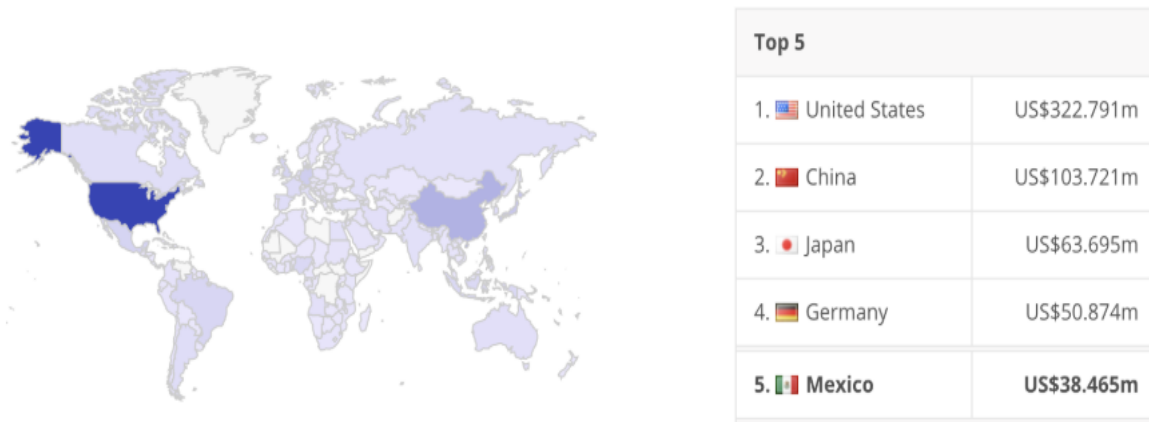 Top 5
1. United States US$322.791m
2. China US$103.721m
3. Japan US$63.695m
4. Germany US$50.874m
5. Mexico US$38.465m